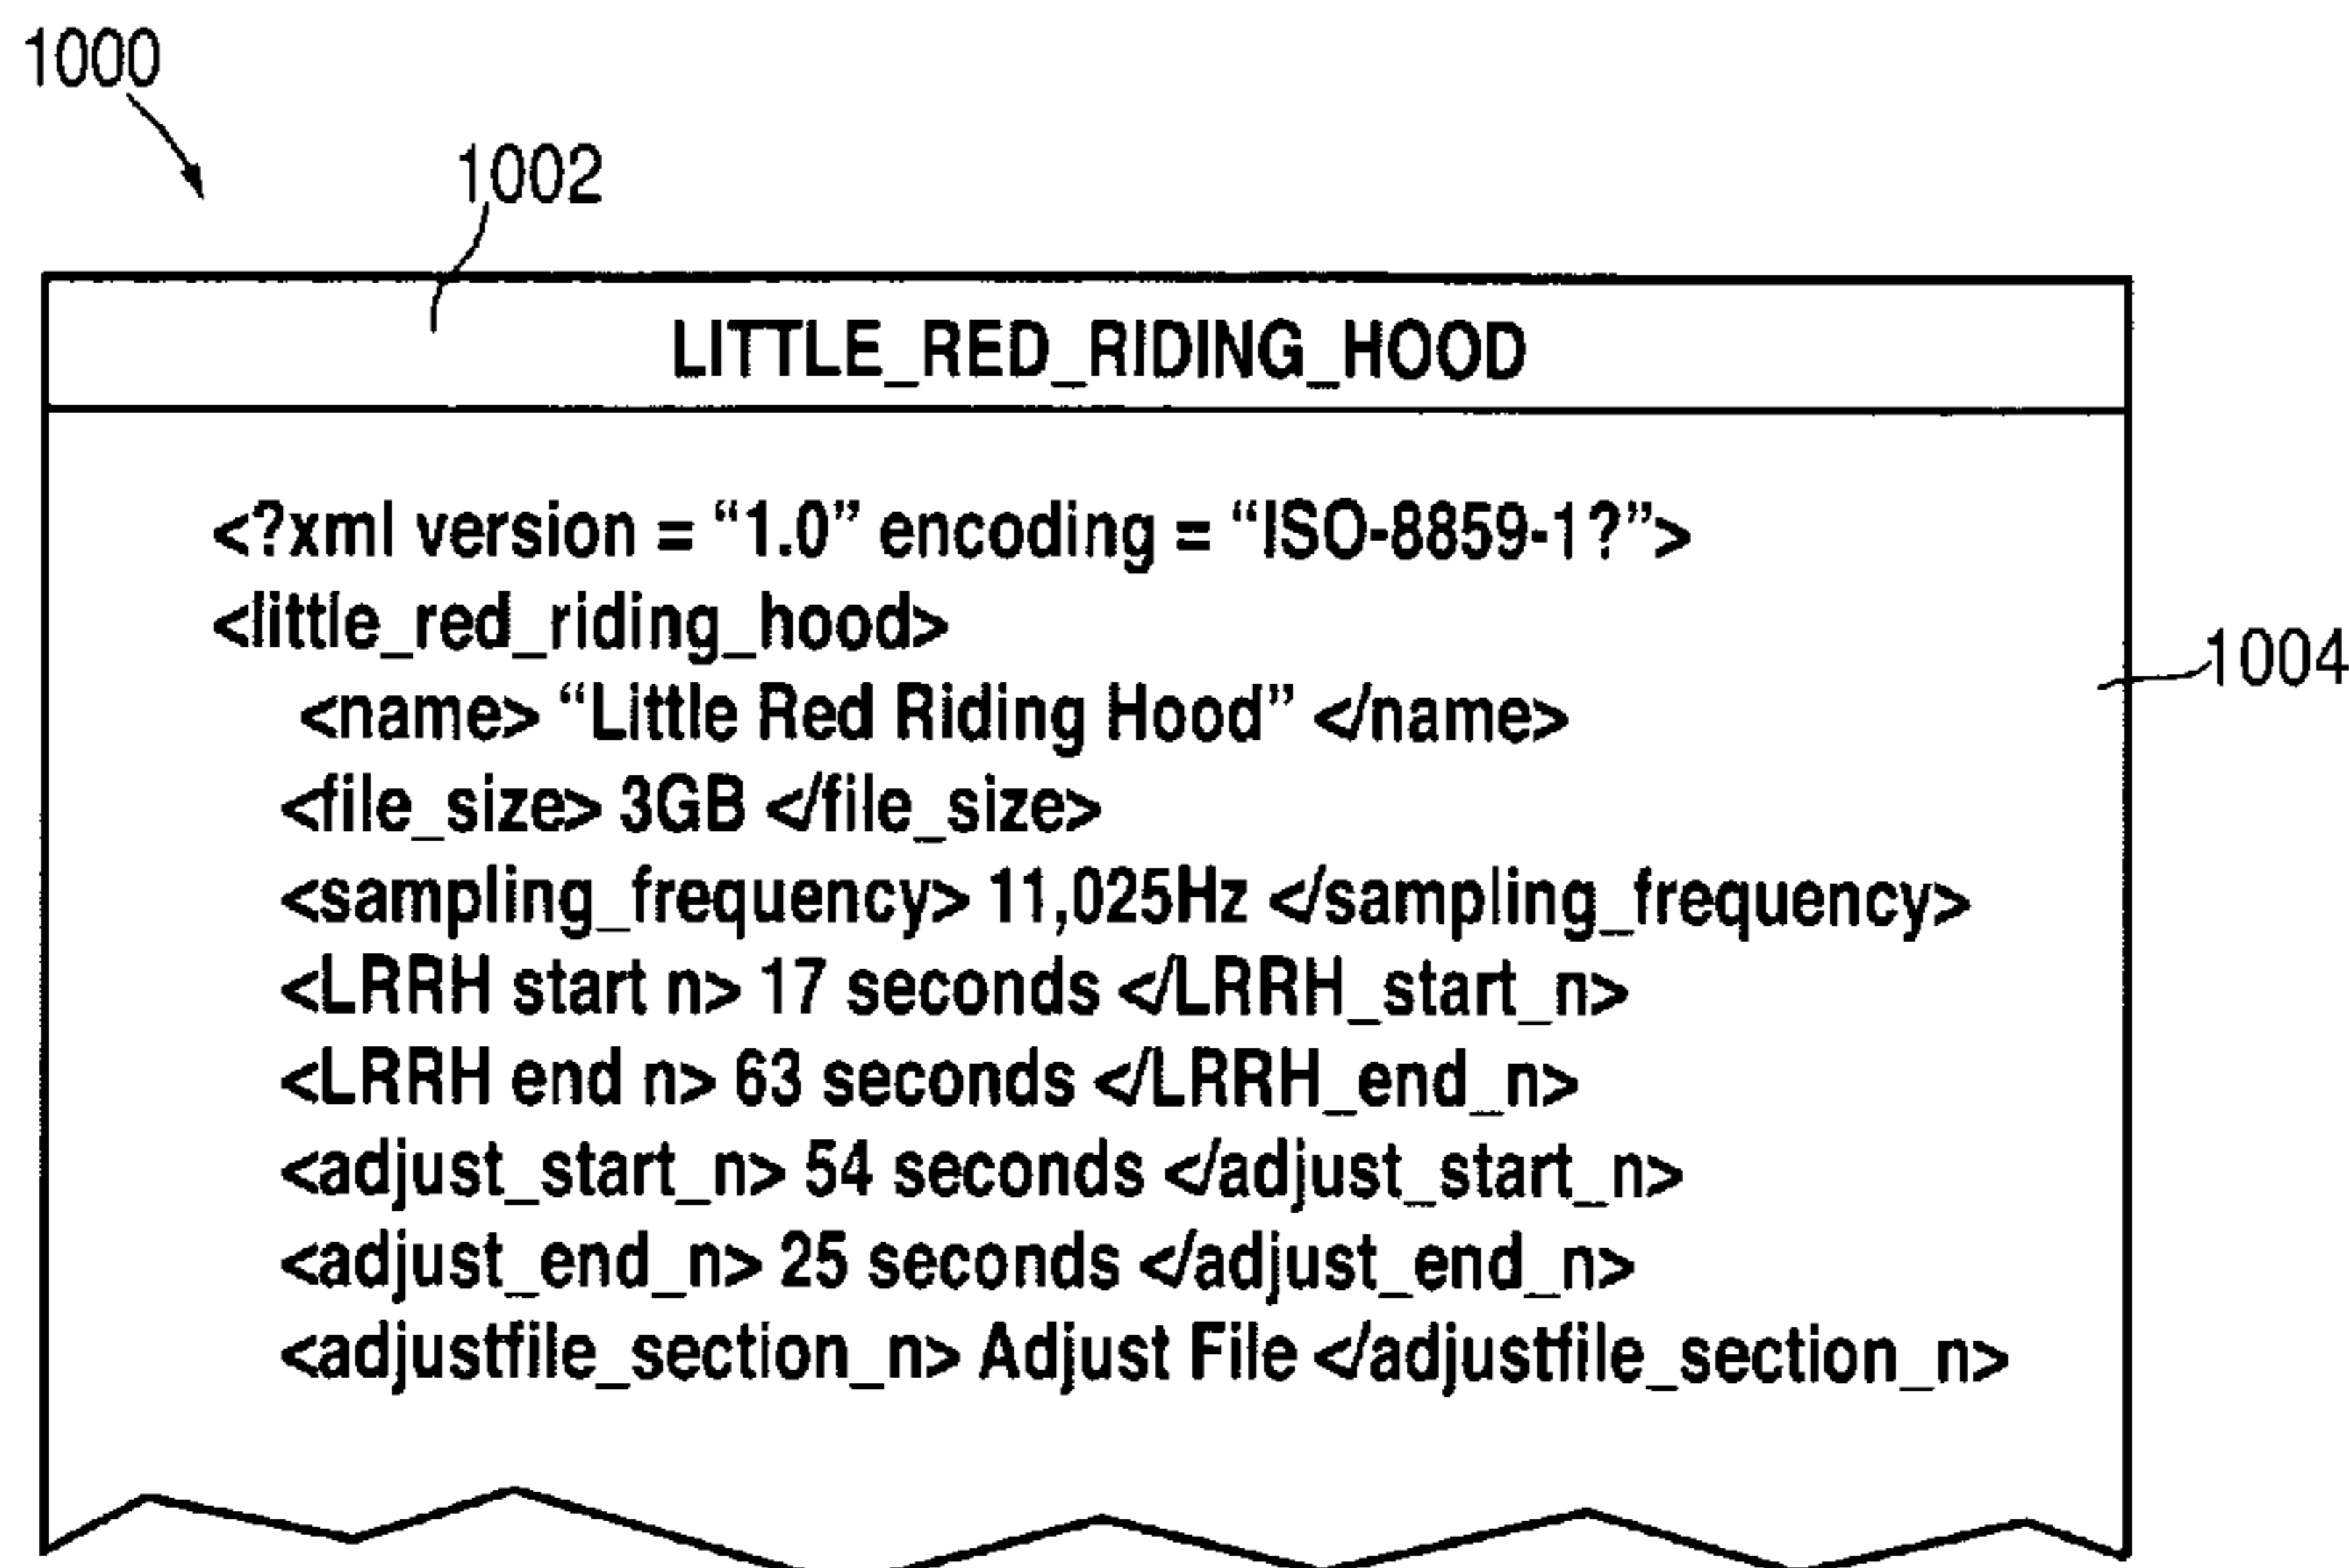 1000
1002
LITTLE_RED_RIDING_HOOD
<?xml version = “1.0” encoding = “ISO-8859-1?”>
<little_red_riding_hood>
<name> “Little Red Riding Hood” </name>
1004
<file_size> 3GB </file_size>
<sampling_frequency> 11,025Hz </sampling_frequency>
<LRRH start n> 17 seconds </LRRH_start_n>
<LRRH end n> 63 seconds </LRRH_end_n>
<adjust_start_n> 54 seconds </adjust_start_n>
<adjust_end_n> 25 seconds </adjust_end_n>
<adjustfile_section_n> Adjust File </adjustfile_section_n>